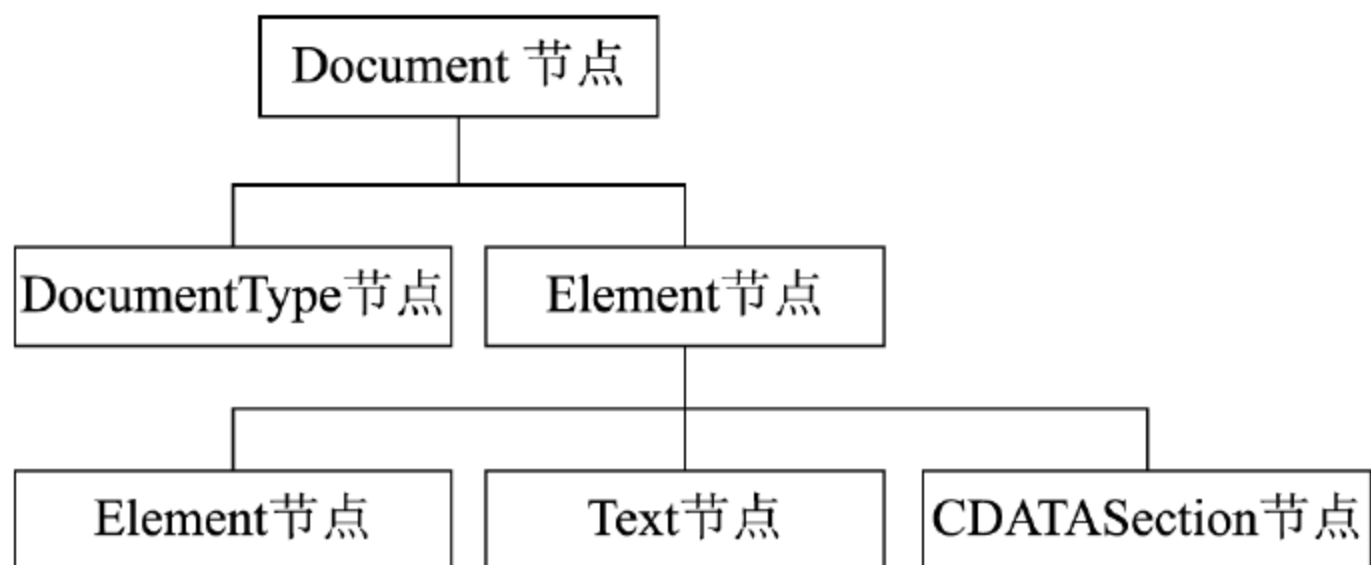 Document 节点
DocumentType节点
Element节点
Element节点
Text节点
CDATASection节点